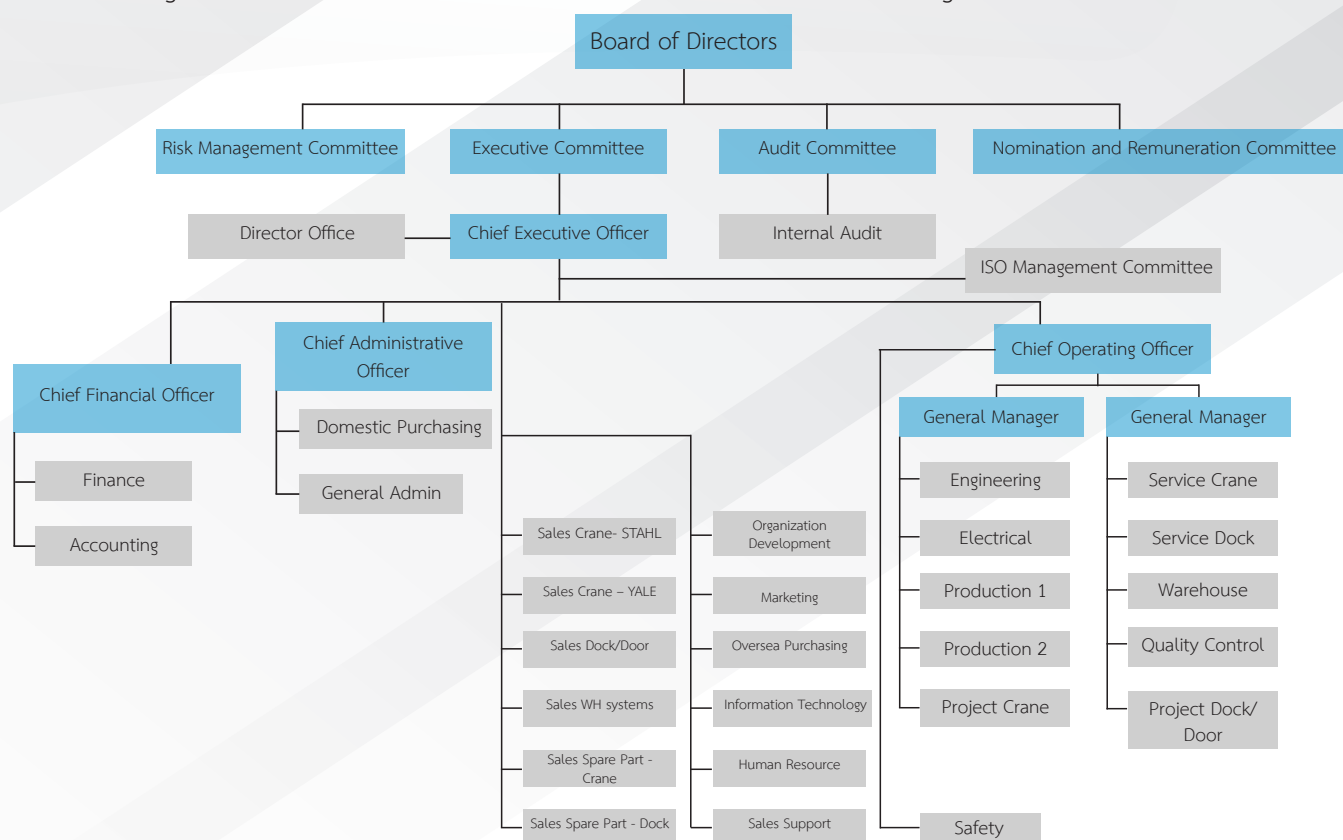 Board of Directors
Risk Management Committee
Executive Committee
Audit Committee
Nomination and Remuneration Committee
Director Office
Chief Executive Officer
Internal Audit
ISO Management Committee
Chief Financial Officer
Chief Administrative
Officer
Chief Operating Officer
Finance
Accounting
Domestic Purchasing
General Admin
Sales Crane- STAHL
Sales Crane – YALE
Sales Dock/Door
Sales WH systems
Sales Spare Part -
Crane
Sales Spare Part - Dock
Organization
Development
Marketing
Oversea Purchasing
Information Technology
Human Resource
Sales Support
General Manager
Engineering
Electrical
Production 1
Production 2
Project Crane
General Manager
Service Crane
Service Dock
Warehouse
Quality Control
Project Dock/
Door
Safety